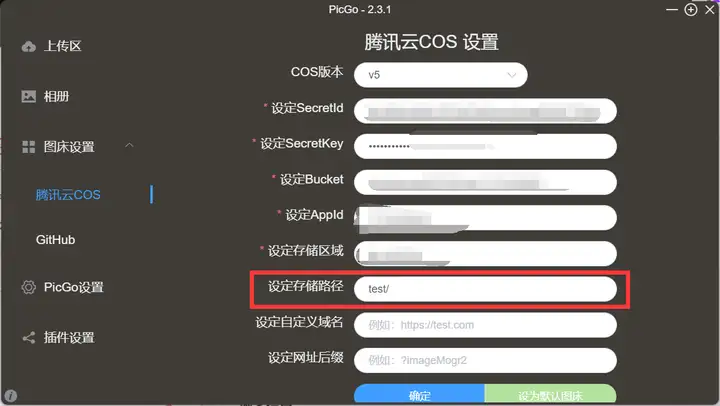 PicGo - 2.3.1
上传区
相册
图床设置
腾讯云COS
GitHub
PicGo设置
插件设置
腾讯云COS 设置
COS版本
v5
* 设定SecretId
* 设定SecretKey
* 设定Bucket
* 设定AppId
* 设定存储区域
设定存储路径
test/
设定自定义域名
例如：https://test.com
设定网址后缀
例如：?imageMogr2
确定
设为默认图床